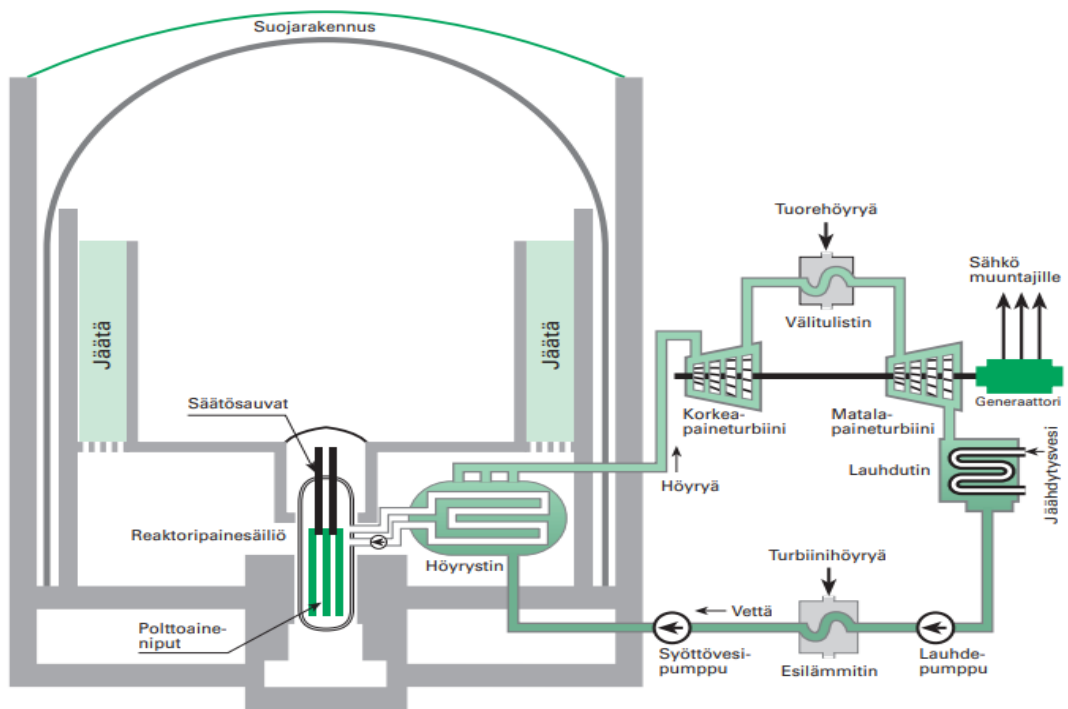 Suojarakennus
Tuorehöyryä
Sähkö
muuntajille
Välitulistin
Jäätä
Jäätä
Säätösauvat
Korkea-
paineturbiini
Matala-
paineturbiini
Generaattori
Lauhdutin
Jäähdytysvesi
Höyryä
Reaktoripainesäiliö
Höyrystin
Turbiinihöyryä
Vettä
Polttoaine-
niput
Syöttövesi-
pumppu
Esilämmitin
Lauhde-
pumppu